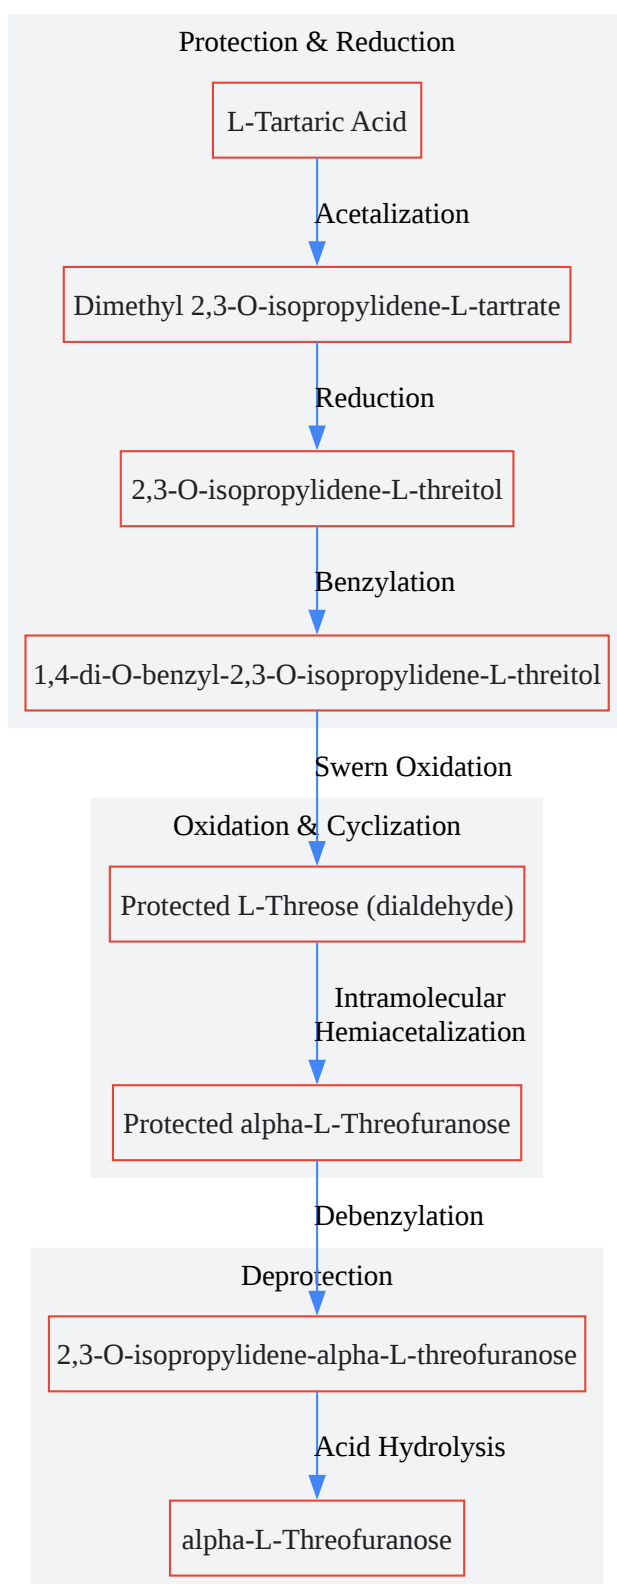 Protection & Reduction
L-Tartaric Acid
Acetalization
Dimethyl 2,3-O-isopropylidene-L-tartrate
Reduction
2,3-O-isopropylidene-L-threitol
Benzylation
1,4-di-O-benzyl-2,3-O-isopropylidene-L-threitol
Swern Oxidation
Oxidation & Cyclization
Protected L-Threose (dialdehyde)
Intramolecular
Hemiacetalization
Protected alpha-L-Threofuranose
Debenzylation
Deprotection
2,3-O-isopropylidene-alpha-L-threofuranose
Acid Hydrolysis
alpha-L-Threofuranose